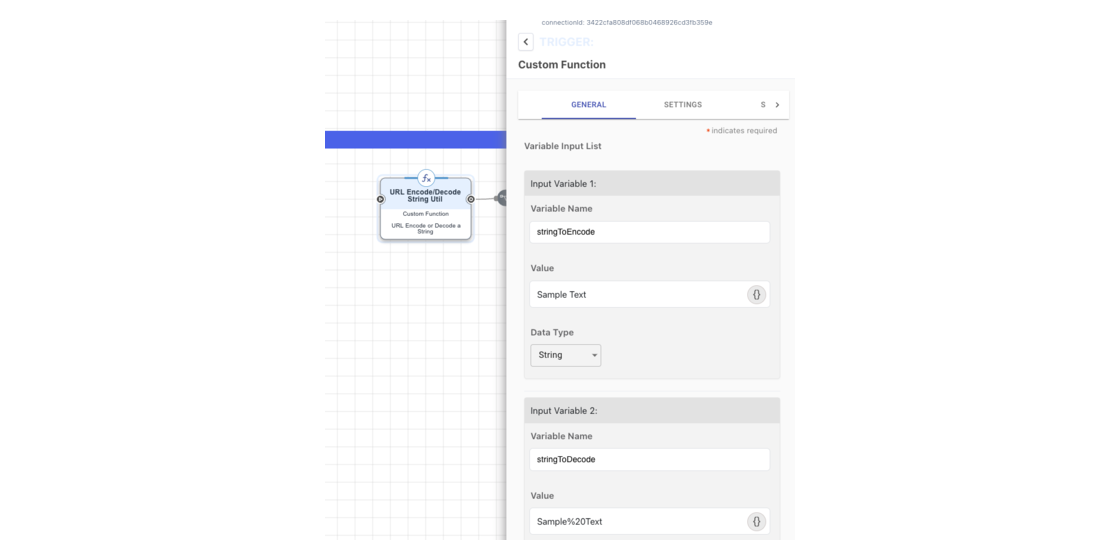 connectionId: 3422cfa808df068b0468926cd3fb359e
TRIGGER:
Custom Function
GENERAL
SETTINGS
S
* indicates required
Variable Input List
fx
URL Encode/Decode
String Util
Custom Function
URL Encode or Decode a
String
Input Variable 1:
Variable Name
stringToEncode
Value
Sample Text
{}
Data Type
String
Input Variable 2:
Variable Name
stringToDecode
Value
Sample%20Text
{}